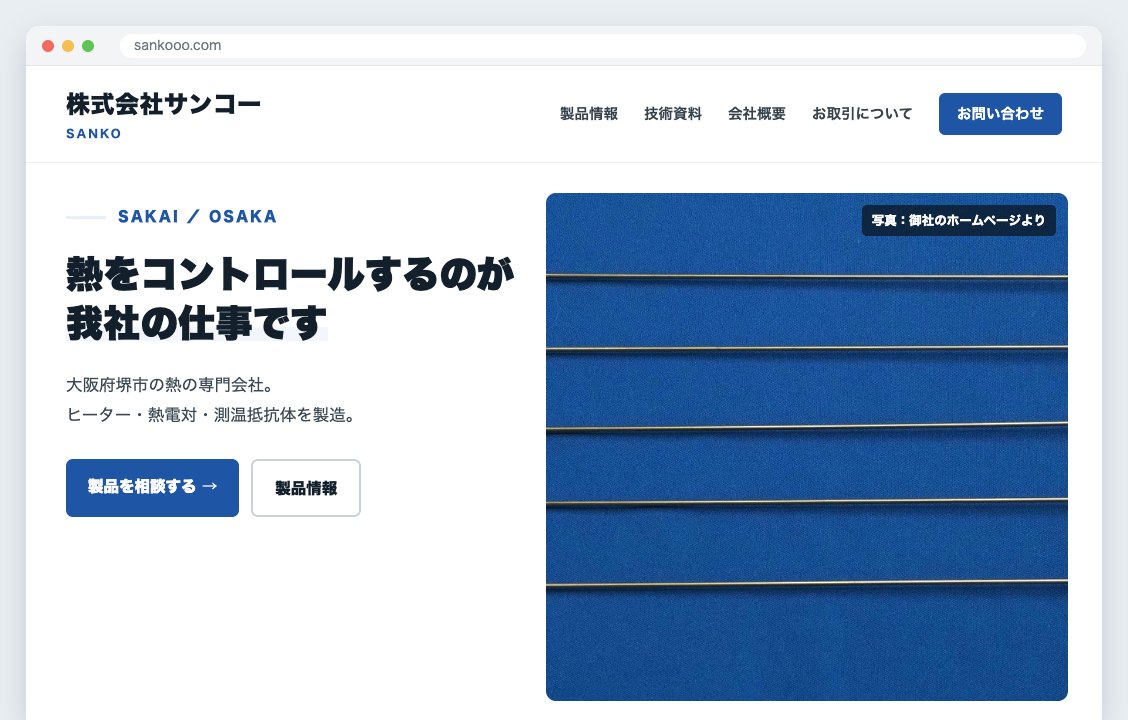 sankooo.com
株式会社サンコー
SANKO
製品情報
技術資料
会社概要
お取引について
お問い合わせ
SAKAI ／ OSAKA
熱をコントロールするのが
我社の仕事です
大阪府堺市の熱の専門会社。
ヒーター・熱電対・測温抵抗体を製造。
製品を相談する →
製品情報
写真：御社のホームページより